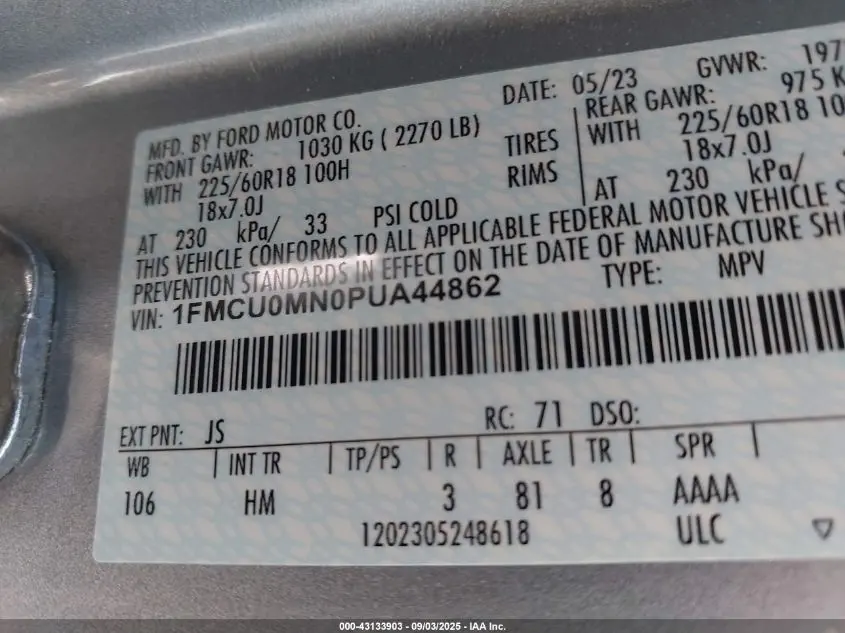 MFD. BY FORD MOTOR CO. DATE: 05/23 GVWR:
FRONT GAWR: 1030 KG ( 2270 LB) REAR GAWR: 975
WITH 225/60R18 100H TIRES WITH 225/60R18
18x7.0J RIMS 18x7.0J
AT 230 kPa/ 33 PSI COLD AT 230 kPa/
THIS VEHICLE CONFORMS TO ALL APPLICABLE FEDERAL MOTOR VEHICLE
PREVENTION STANDARDS IN EFFECT ON THE DATE OF MANUFACTURE
VIN: 1FMCU0MN0PUA44862 TYPE: MPV
EXT PNT: JS RC: 71 DSO:
WB | INT TR | TP/PS | R | AXLE | TR | SPR |
106 HM 3 81 8 AAAA
1202305248618 ULC
000-43133903 - 09/03/2025 - IAA Inc.